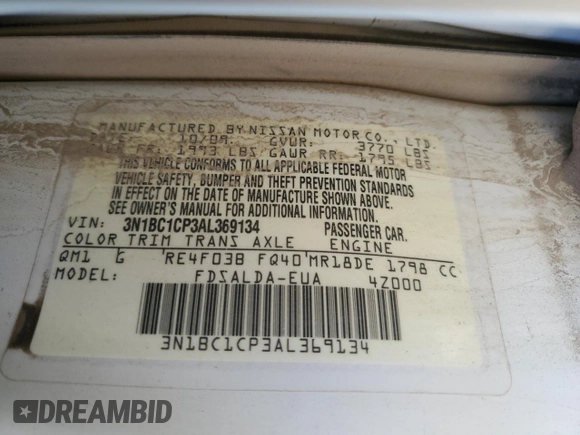 MANUFACTURED BY NISSAN MOTOR CO., LTD.
10/09 GVWR: 3770 LBS
FR: 1993 LBS GAWR RR: 1795 LBS
THIS VEHICLE CONFORMS TO ALL APPLICABLE FEDERAL MOTOR
VEHICLE SAFETY, BUMPER AND THEFT PREVENTION STANDARDS
IN EFFECT ON THE DATE OF MANUFACTURE SHOWN ABOVE.
SEE OWNER'S MANUAL FOR ADDITIONAL INFORMATION.
VIN: 3N1BC1CP3AL369134 PASSENGER CAR.
COLOR TRIM TRANS AXLE ENGINE
QM1 G RE4F03B FQ40 MR18DE 1798 CC
FDSALDA-EUA 4Z000
3N1BC1CP3AL369134
DREAMBID